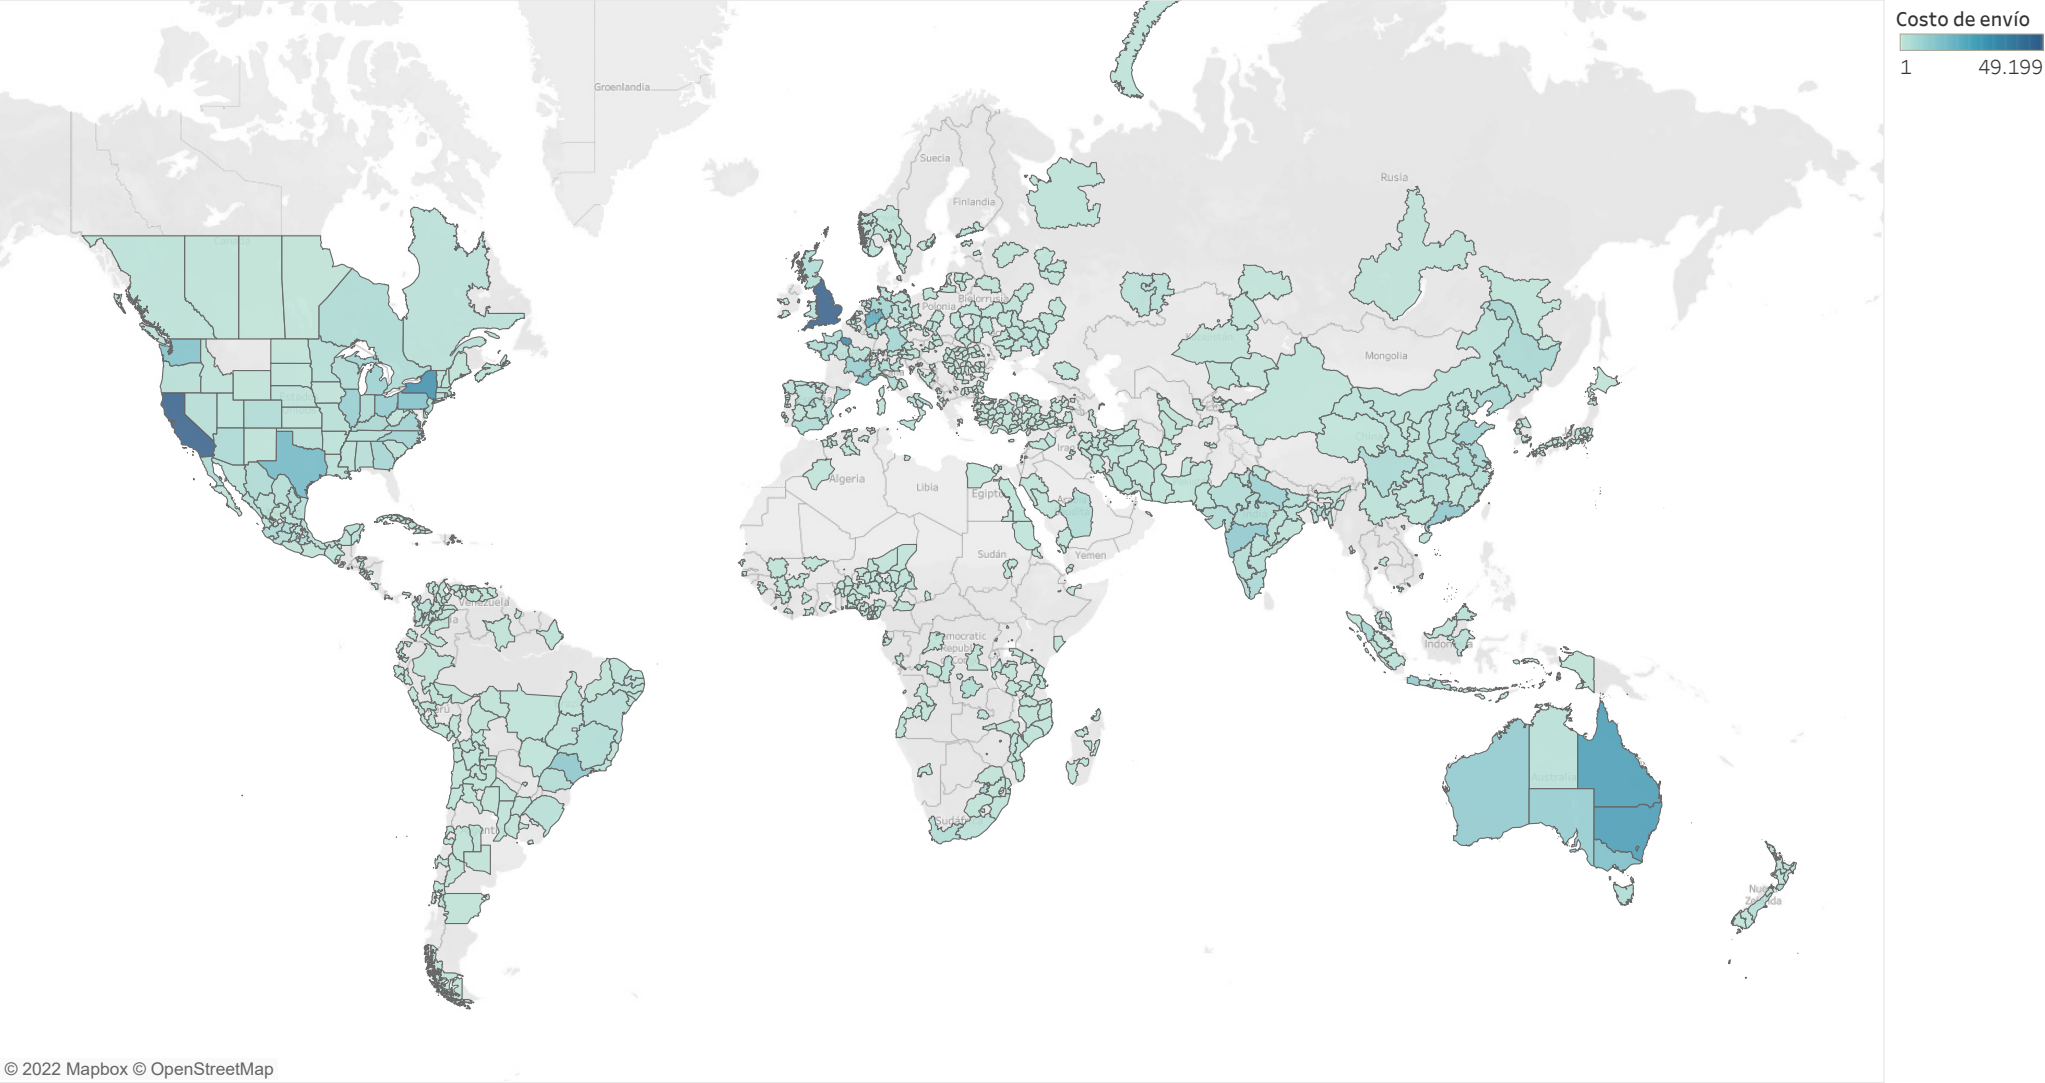 Costo de envío
1 49.199
Groenlandia
Suecia
Rusia
Finlandia
Canadá
Polonia
Bielorrusia
Mongolia
Algeria
Libia
Egipto
Sudán
Yemen
Venezuela
Indonesia
Australia
© 2022 Mapbox © OpenStreetMap